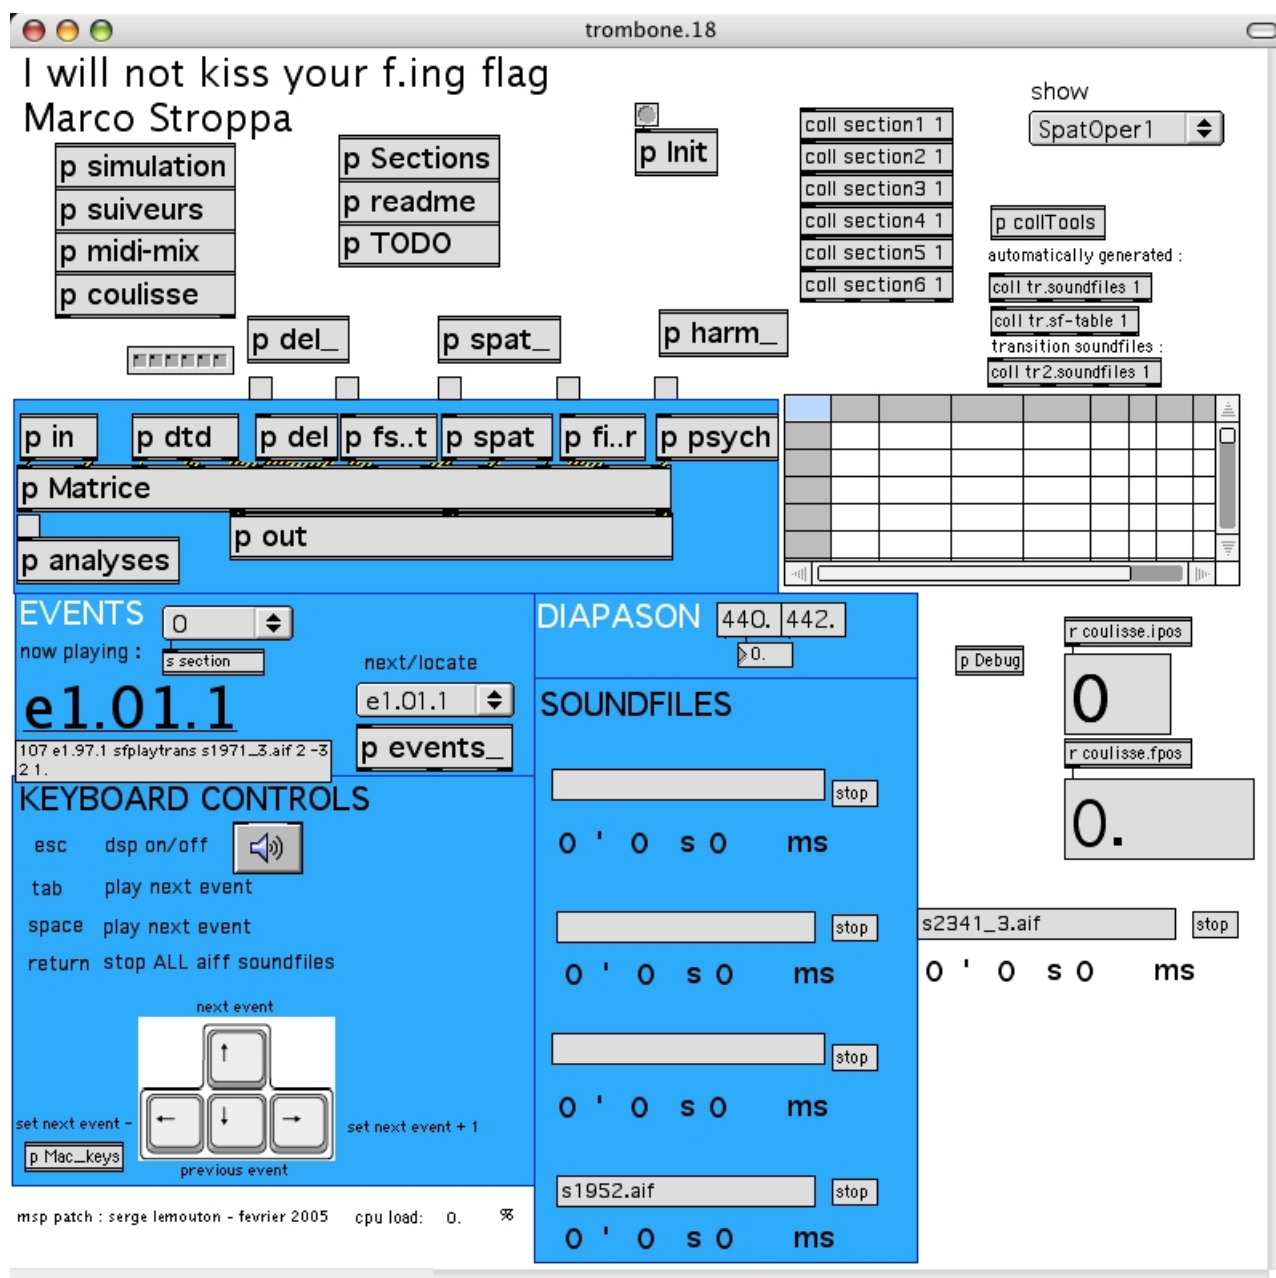 trombone.18
I will not kiss your f.ing flag
Marco Stroppa
p simulation
p suiveurs
p midi-mix
p coulisse
p Sections
p readme
p TODO
p Init
coll section1 1
coll section2 1
coll section3 1
coll section4 1
coll section5 1
coll section6 1
show
SpatOper1
p collTools
automatically generated :
coll tr.soundfiles 1
coll tr.sf-table 1
transition soundfiles :
coll tr2.soundfiles 1
p del_
p spat_
p harm_
p in
p dtd
p del
p fs..t
p spat
p fi..r
p psych
p Matrice
p out
p analyses
EVENTS
0
now playing :
s section
e1.01.1
next/locate
e1.01.1
p events_
107 e1.97.1 sfplaytrans s1971_3.aif 2 -3
2 1.
DIAPASON
440.
442.
0.
SOUNDFILES
stop
0 ' 0 s 0 ms
stop
0 ' 0 s 0 ms
stop
0 ' 0 s 0 ms
s1952.aif
stop
0 ' 0 s 0 ms
p Debug
r coulisse.ipos
0
r coulisse.fpos
0.
s2341_3.aif
stop
0 ' 0 s 0 ms
KEYBOARD CONTROLS
esc dsp on/off
tab play next event
space play next event
return stop ALL aiff soundfiles
next event
↑
← ↓ →
set next event -
set next event + 1
previous event
p Mac_keys
msp patch : serge lemouton - fevrier 2005 cpu load: 0. %